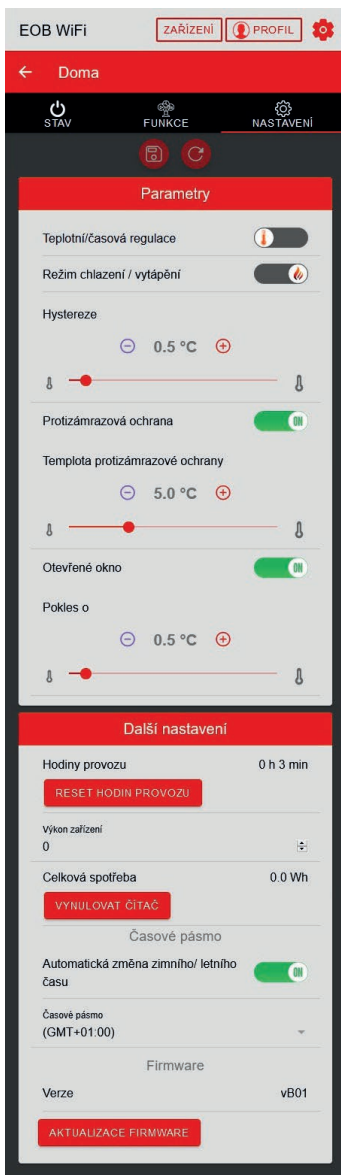 EOB WiFi
ZAŘÍZENÍ
PROFIL
Doma
STAV
FUNKCE
NASTAVENÍ
Parametry
Teplotní/časová regulace
Režim chlazení / vytápění
Hystereze
0.5 °C
Protizámrazová ochrana
ON
Templota protizámrazové ochrany
5.0 °C
Otevřené okno
ON
Pokles o
0.5 °C
Další nastavení
Hodiny provozu 0 h 3 min
RESET HODIN PROVOZU
Výkon zařízení
0
Celková spotřeba 0.0 Wh
VYNULOVAT ČÍTAČ
Časové pásmo
Automatická změna zimního/ letního
času
ON
Časové pásmo
(GMT+01:00)
Firmware
Verze vB01
AKTUALIZACE FIRMWARE